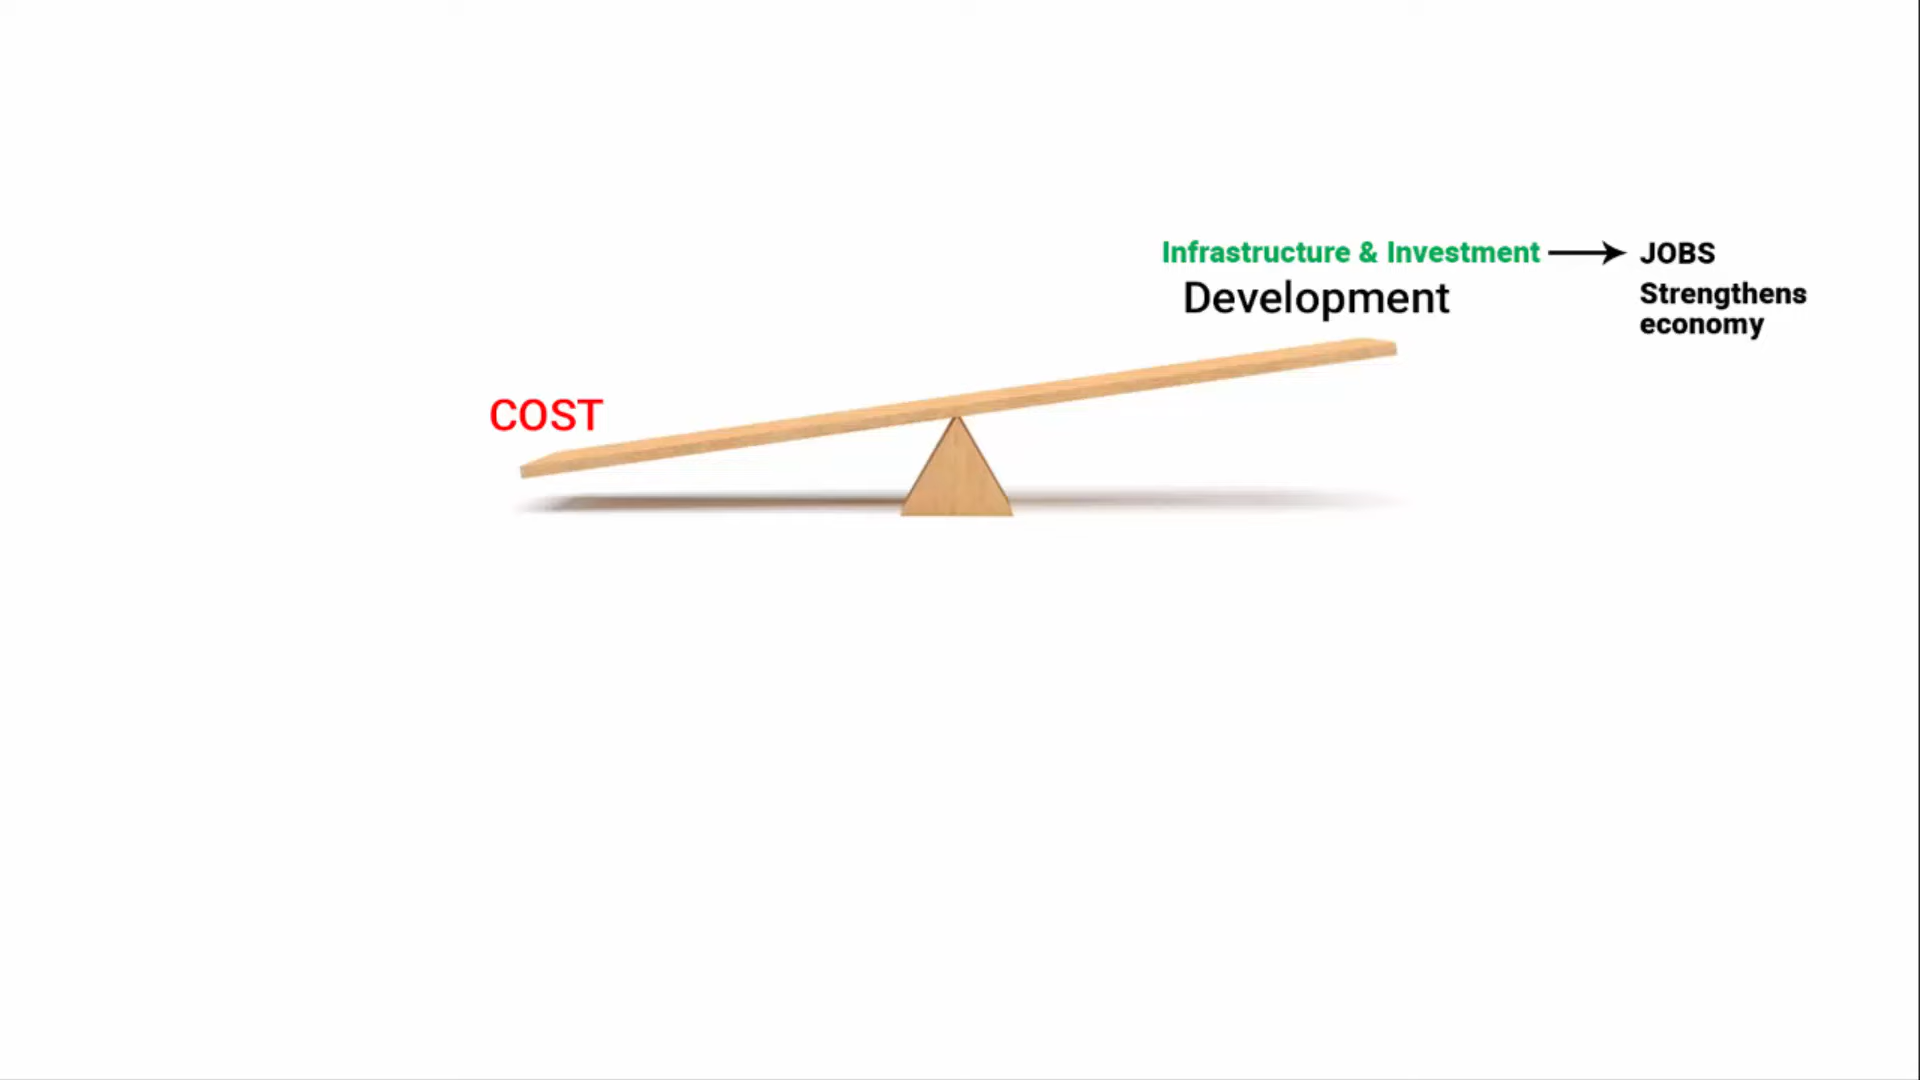 Infrastructure & Investment
JOBS
Development
Strengthens
economy
COST